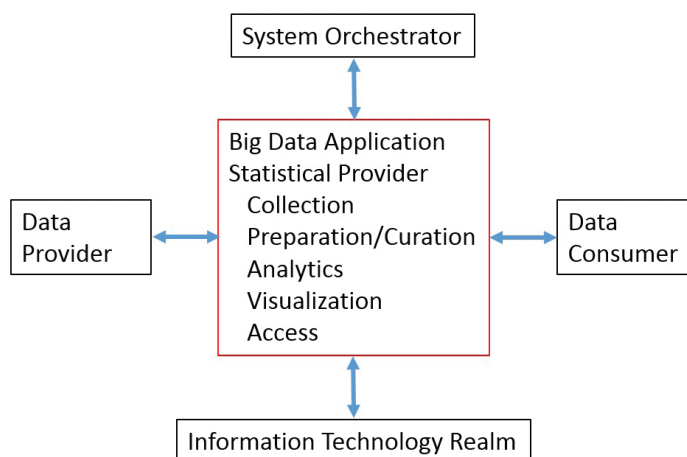 System Orchestrator
Big Data Application
Statistical Provider
Collection
Preparation/Curation
Analytics
Visualization
Access
Data
Provider
Data
Consumer
Information Technology Realm